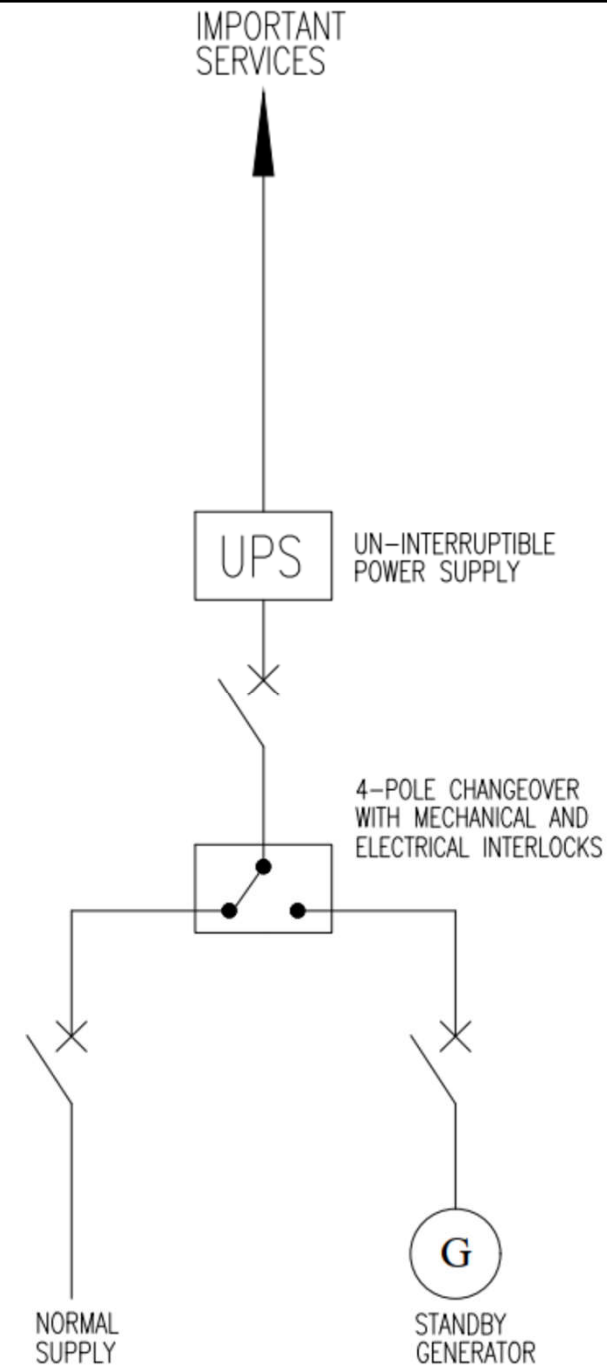 IMPORTANT
SERVICES
UPS
UN-INTERRUPTIBLE
POWER SUPPLY
4-POLE CHANGEOVER
WITH MECHANICAL AND
ELECTRICAL INTERLOCKS
G
NORMAL
SUPPLY
STANDBY
GENERATOR